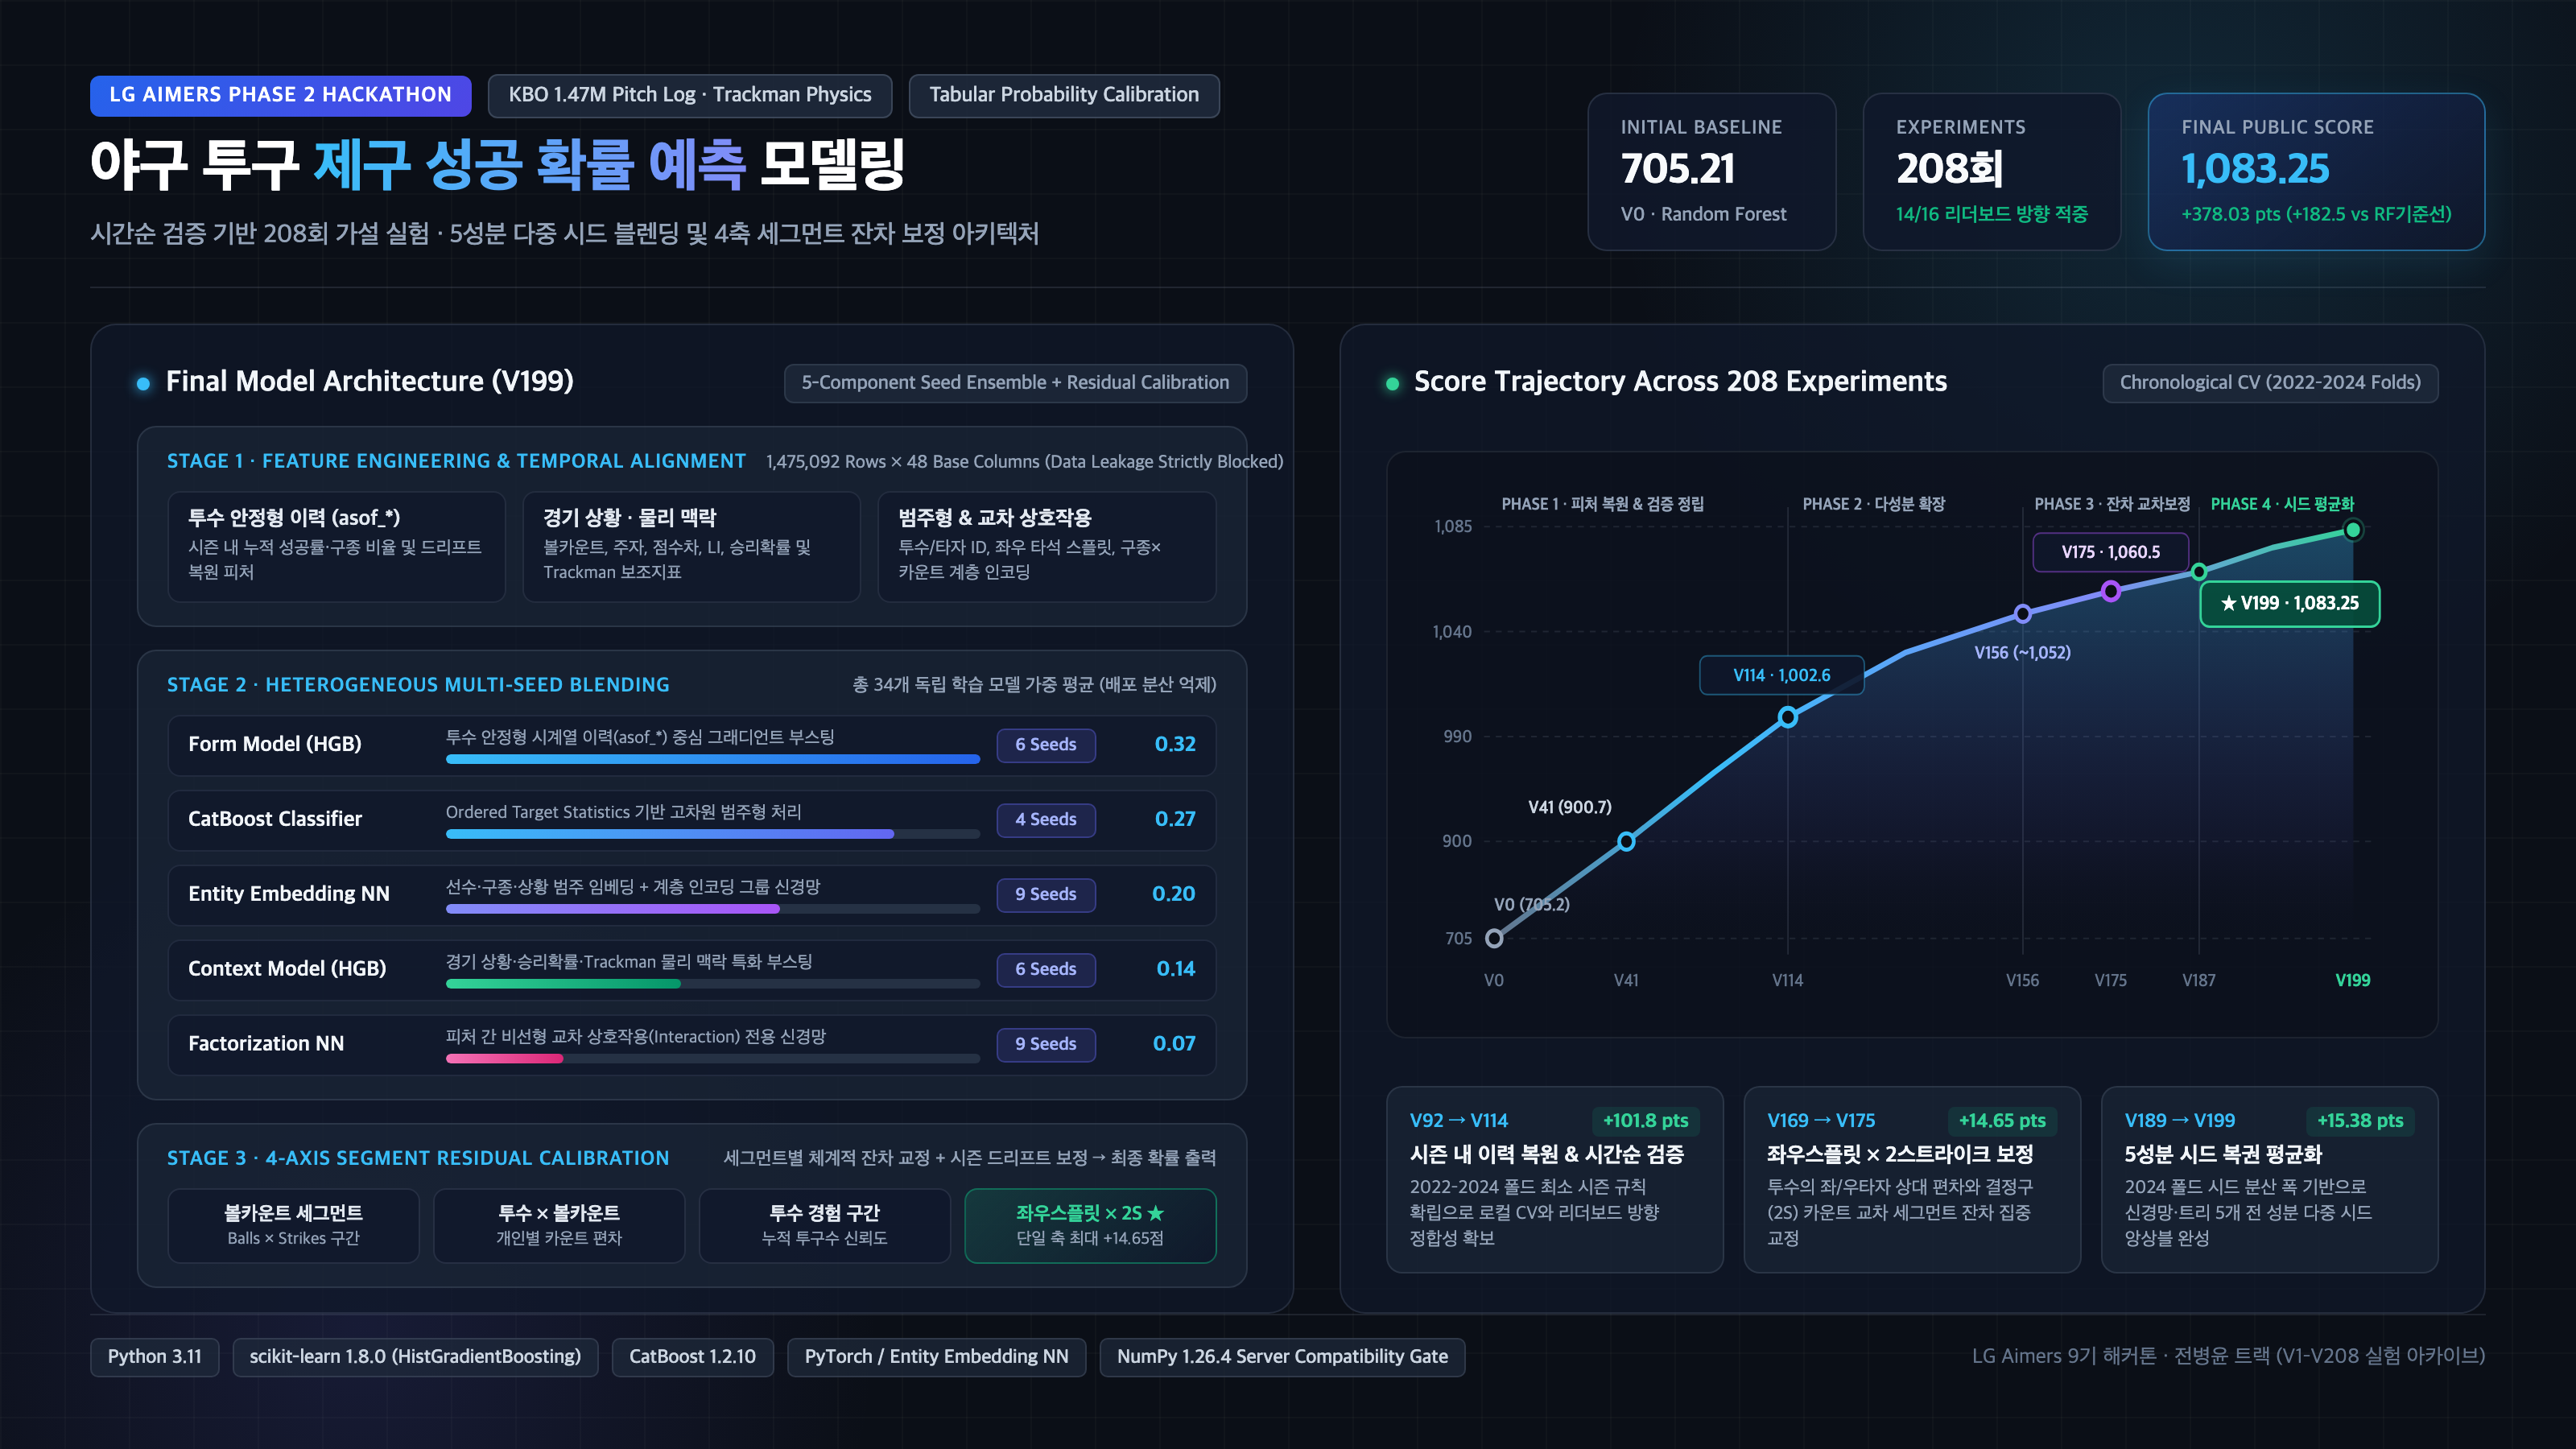 LG AIMERS PHASE 2 HACKATHON
KBO 1.47M Pitch Log · Trackman Physics
Tabular Probability Calibration
야구 투구 제구 성공 확률 예측 모델링
시간순 검증 기반 208회 가설 실험 · 5성분 다중 시드 블렌딩 및 4축 세그먼트 잔차 보정 아키텍처
INITIAL BASELINE
705.21
V0 · Random Forest
EXPERIMENTS
208회
14/16 리더보드 방향 적중
FINAL PUBLIC SCORE
1,083.25
+378.03 pts (+182.5 vs RF기준선)
Final Model Architecture (V199)
5-Component Seed Ensemble + Residual Calibration
STAGE 1 · FEATURE ENGINEERING & TEMPORAL ALIGNMENT
1,475,092 Rows × 48 Base Columns (Data Leakage Strictly Blocked)
투수 안정형 이력 (asof_*)
시즌 내 누적 성공률·구종 비율 및 드리프트
복원 피처
경기 상황 · 물리 맥락
볼카운트, 주자, 점수차, LI, 승리확률 및
Trackman 보조지표
범주형 & 교차 상호작용
투수/타자 ID, 좌우 타석 스플릿, 구종×
카운트 계층 인코딩
STAGE 2 · HETEROGENEOUS MULTI-SEED BLENDING
총 34개 독립 학습 모델 가중 평균 (배포 분산 억제)
Form Model (HGB)
투수 안정형 시계열 이력(asof_*) 중심 그래디언트 부스팅
6 Seeds
0.32
CatBoost Classifier
Ordered Target Statistics 기반 고차원 범주형 처리
4 Seeds
0.27
Entity Embedding NN
선수·구종·상황 범주 임베딩 + 계층 인코딩 그룹 신경망
9 Seeds
0.20
Context Model (HGB)
경기 상황·승리확률·Trackman 물리 맥락 특화 부스팅
6 Seeds
0.14
Factorization NN
피처 간 비선형 교차 상호작용(Interaction) 전용 신경망
9 Seeds
0.07
STAGE 3 · 4-AXIS SEGMENT RESIDUAL CALIBRATION
세그먼트별 체계적 잔차 교정 + 시즌 드리프트 보정 → 최종 확률 출력
볼카운트 세그먼트
Balls × Strikes 구간
투수 × 볼카운트
개인별 카운트 편차
투수 경험 구간
누적 투구수 신뢰도
좌우스플릿 × 2S ★
단일 축 최대 +14.65점
Score Trajectory Across 208 Experiments
Chronological CV (2022-2024 Folds)
PHASE 1 · 피처 복원 & 검증 정립
PHASE 2 · 다성분 확장
PHASE 3 · 잔차 교차보정
PHASE 4 · 시드 평균화
1,085
V175 · 1,060.5
★ V199 · 1,083.25
1,040
V156 (~1,052)
V114 · 1,002.6
990
V41 (900.7)
900
V0 (705.2)
705
V0
V41
V114
V156
V175
V187
V199
V92 → V114
+101.8 pts
시즌 내 이력 복원 & 시간순 검증
2022-2024 폴드 최소 시즌 규칙
확립으로 로컬 CV와 리더보드 방향
정합성 확보
V169 → V175
+14.65 pts
좌우스플릿 × 2스트라이크 보정
투수의 좌/우타자 상대 편차와 결정구
(2S) 카운트 교차 세그먼트 잔차 집중
교정
V189 → V199
+15.38 pts
5성분 시드 복권 평균화
2024 폴드 시드 분산 폭 기반으로
신경망·트리 5개 전 성분 다중 시드
앙상블 완성
Python 3.11
scikit-learn 1.8.0 (HistGradientBoosting)
CatBoost 1.2.10
PyTorch / Entity Embedding NN
NumPy 1.26.4 Server Compatibility Gate
LG Aimers 9기 해커톤 · 전병윤 트랙 (V1-V208 실험 아카이브)